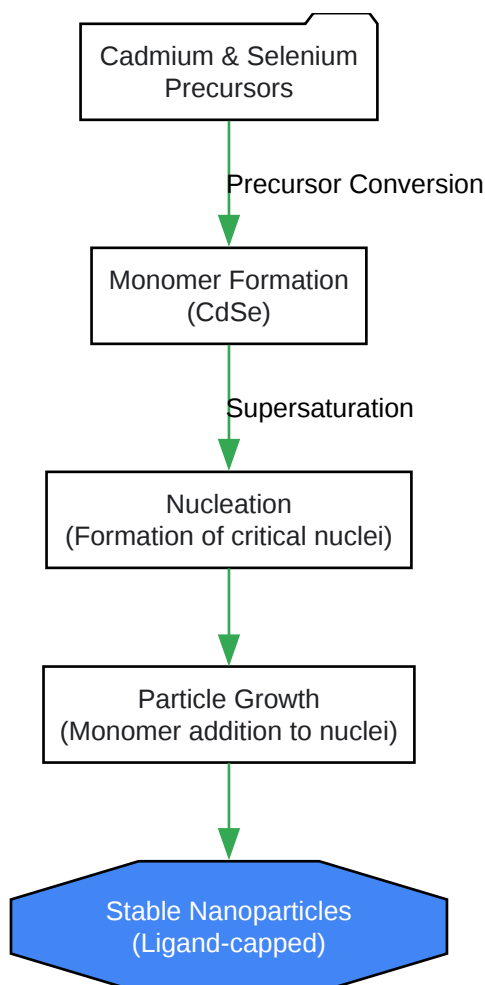 Cadmium & Selenium
Precursors
Precursor Conversion
Monomer Formation
(CdSe)
Supersaturation
Nucleation
(Formation of critical nuclei)
Particle Growth
(Monomer addition to nuclei)
Stable Nanoparticles
(Ligand-capped)